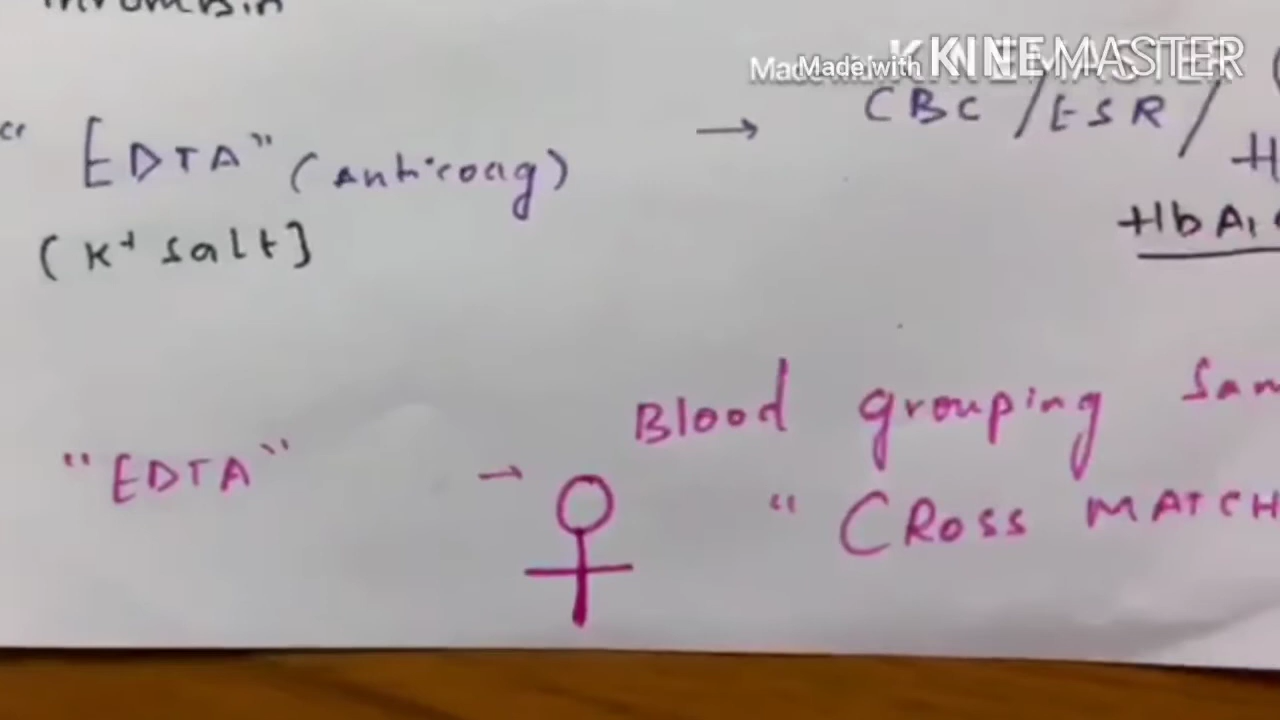 Made with KINEMASTER
"EDTA" (anticoag) → CBC / ESR /
(K+ salt] HbA1
Blood grouping
"EDTA" → " CROSS MATCH